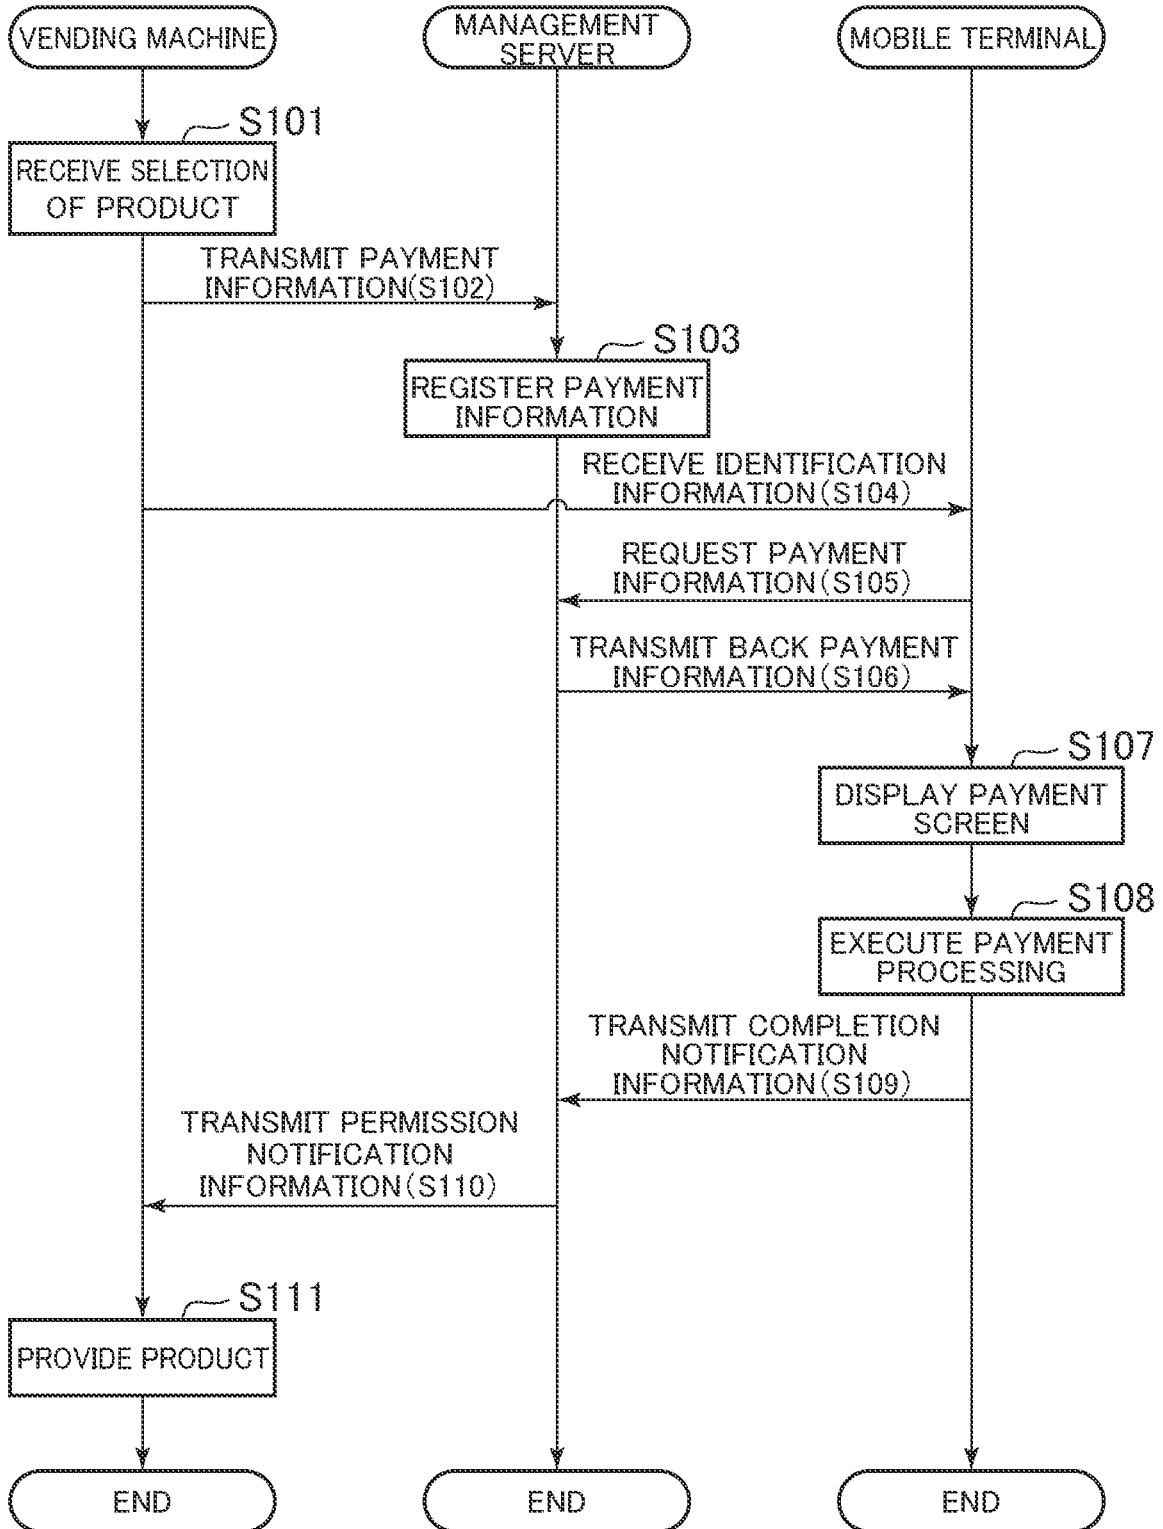 VENDING MACHINE
MANAGEMENT
SERVER
MOBILE TERMINAL
S101
RECEIVE SELECTION
OF PRODUCT
TRANSMIT PAYMENT
INFORMATION(S102)
S103
REGISTER PAYMENT
INFORMATION
RECEIVE IDENTIFICATION
INFORMATION(S104)
REQUEST PAYMENT
INFORMATION(S105)
TRANSMIT BACK PAYMENT
INFORMATION(S106)
S107
DISPLAY PAYMENT
SCREEN
S108
EXECUTE PAYMENT
PROCESSING
TRANSMIT COMPLETION
NOTIFICATION
INFORMATION(S109)
TRANSMIT PERMISSION
NOTIFICATION
INFORMATION(S110)
S111
PROVIDE PRODUCT
END
END
END